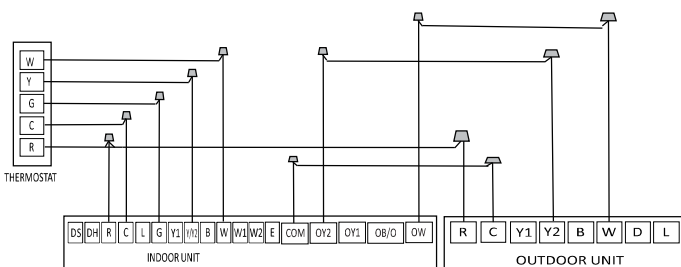 W
Y
G
C
R
THERMOSTAT
DS DH R C L G Y1 Y/Y2 B W W1 W2 E COM OY2 OY1 OB/O OW
INDOOR UNIT
R C Y1 Y2 B W D L
OUTDOOR UNIT